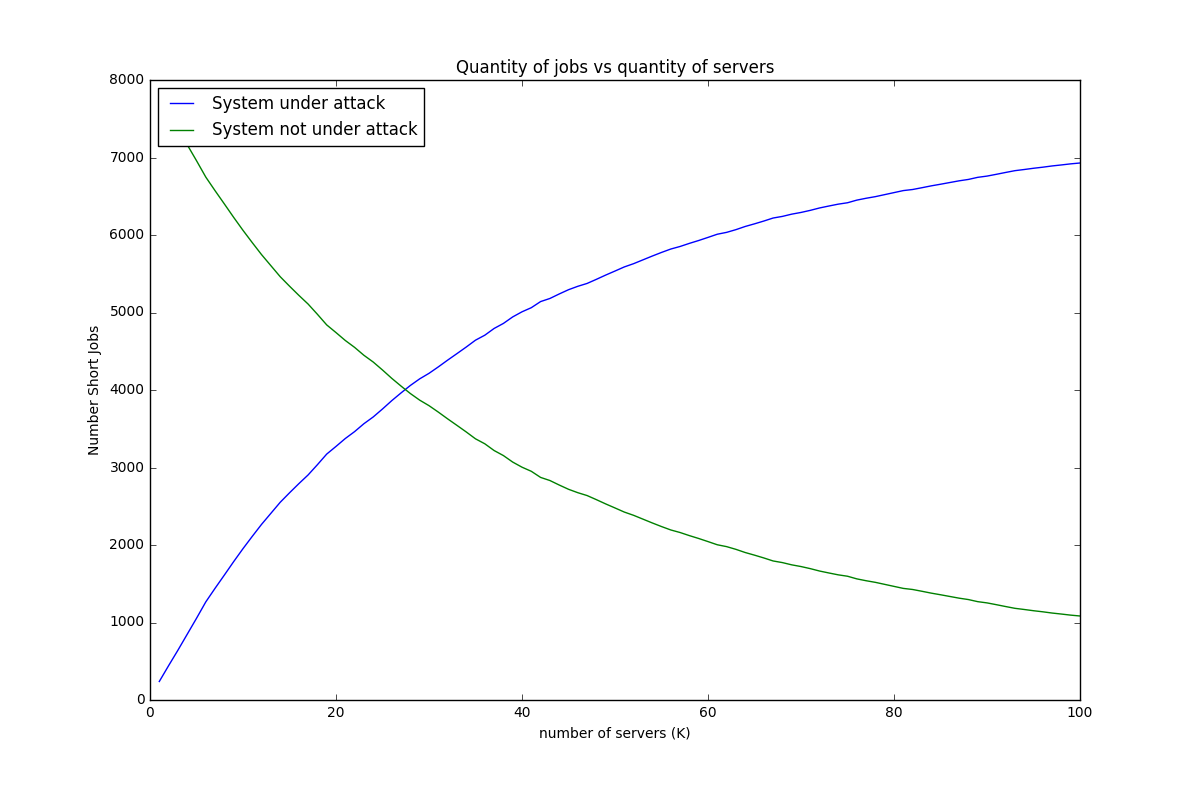 Quantity of jobs vs quantity of servers
8000
7000
6000
5000
4000
3000
2000
1000
0
Number Short Jobs
System under attack
System not under attack
0 20 40 60 80 100
number of servers (K)